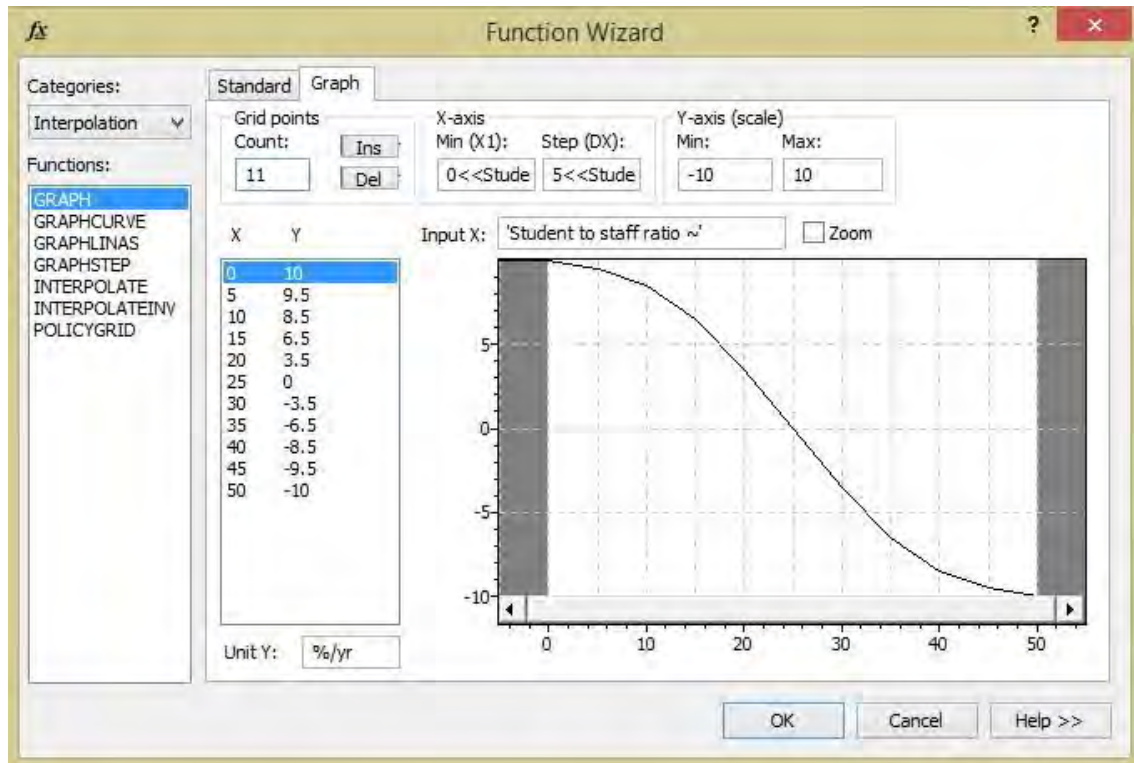 fx Function Wizard ? ×
Categories:
Interpolation
Functions:
GRAPH
GRAPHCURVE
GRAPHLINAS
GRAPHSTEP
INTERPOLATE
INTERPOLATEINV
POLICYGRID
Standard Graph
Grid points
Count:
11
Ins
Del
X-axis
Min (X1): Step (DX):
0<<Stude 5<<Stude
Y-axis (scale)
Min: Max:
-10 10
X Y
0 10
5 9.5
10 8.5
15 6.5
20 3.5
25 0
30 -3.5
35 -6.5
40 -8.5
45 -9.5
50 -10
Unit Y: %/yr
Input X: 'Student to staff ratio ~' Zoom
5
0
-5
-10
0 10 20 30 40 50
OK Cancel Help >>